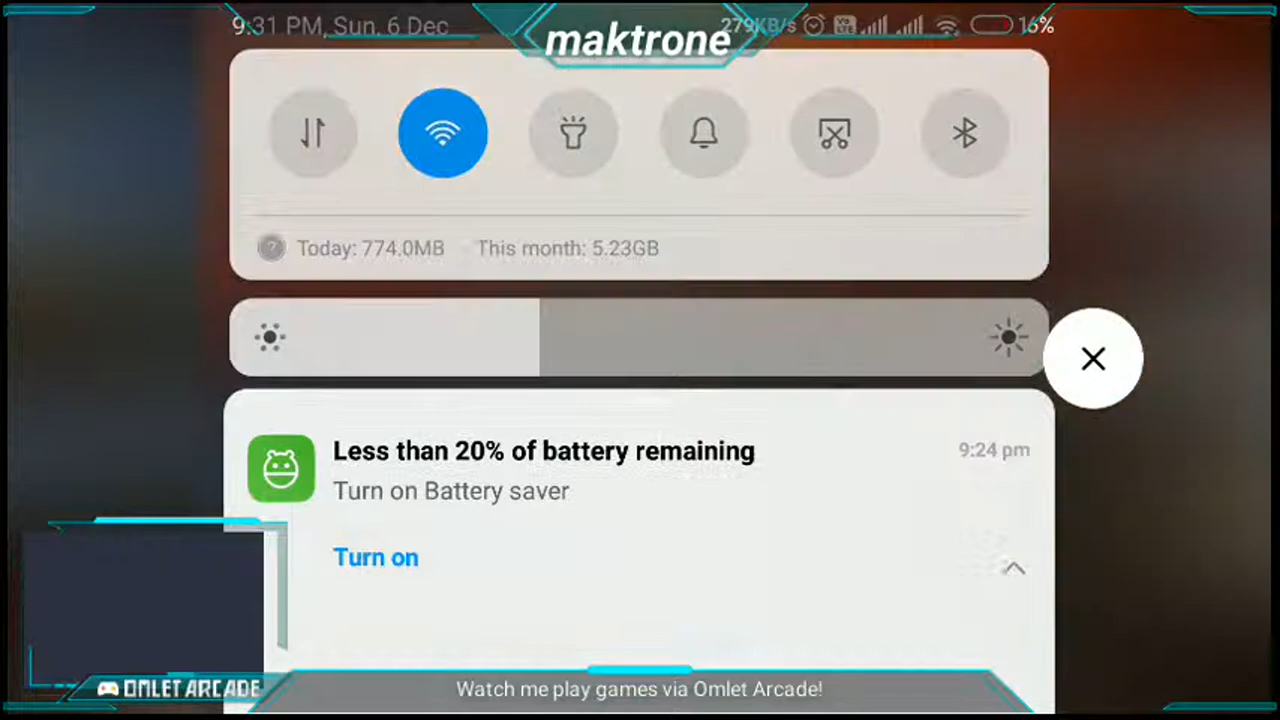 9:31 PM, Sun, 6 Dec
279KB/s
16%
maktrone
Today: 774.0MB
This month: 5.23GB
Less than 20% of battery remaining
9:24 pm
Turn on Battery saver
Turn on
OMLET ARCADE
Watch me play games via Omlet Arcade!